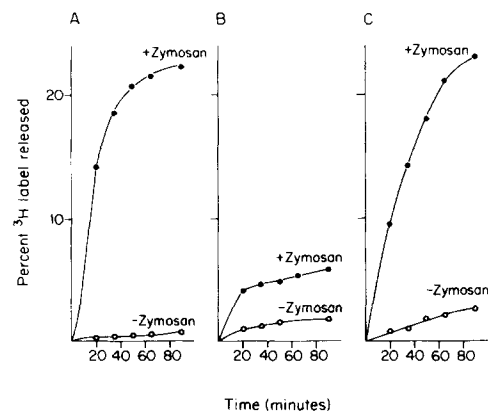 A
B
C
+Zymosan
+Zymosan
20
10
Percent ³H label released
+Zymosan
-Zymosan
-Zymosan
-Zymosan
20 40 60 80
20 40 60 80
20 40 60 80
Time (minutes)